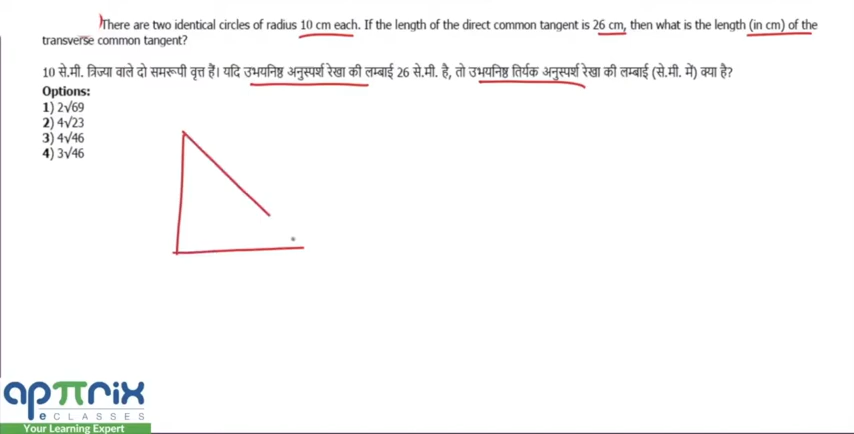 There are two identical circles of radius 10 cm each. If the length of the direct common tangent is 26 cm, then what is the length (in cm) of the
transverse common tangent?
10 से.मी. त्रिज्या वाले दो समरूपी वृत्त हैं। यदि उभयनिष्ठ अनुस्पर्श रेखा की लम्बाई 26 से.मी. है, तो उभयनिष्ठ तिर्यक अनुस्पर्श रेखा की लम्बाई (से.मी. में) क्या है?
Options:
1) 2√69
2) 4√23
3) 4√46
4) 3√46
apπrix
eCLASSES
Your Learning Expert